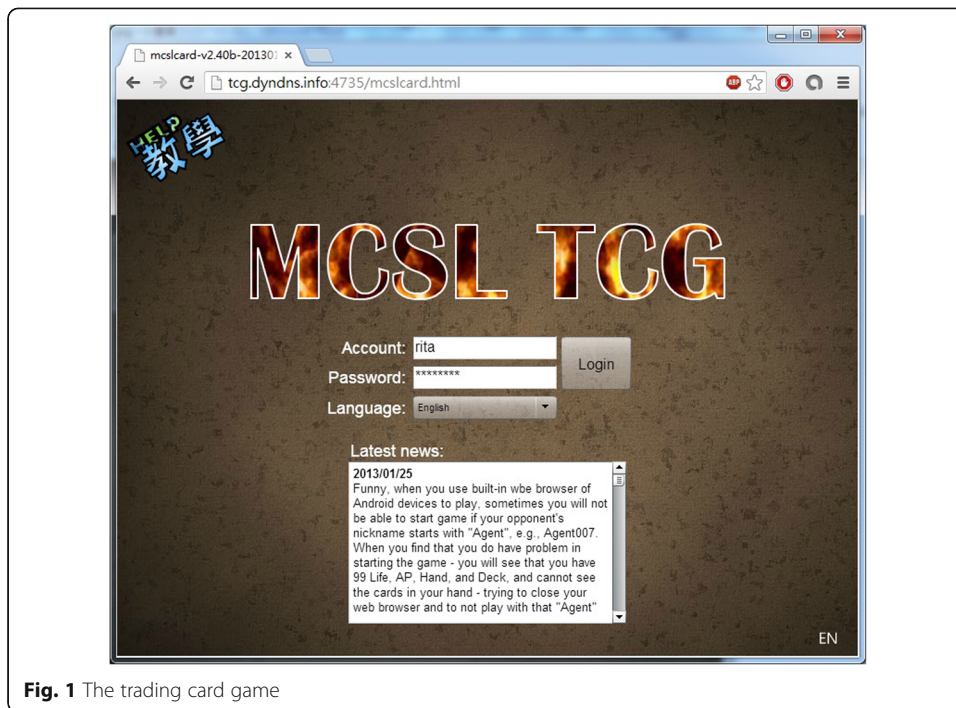 mcslcard-v2.40b-20130
tcg.dyndns.info:4735/mcslcard.html
ABP
HELP
教學
MCSL TCG
Account: rita
Login
Password: ********
Language: English
Latest news:
2013/01/25
Funny, when you use built-in wbe browser of
Android devices to play, sometimes you will not
be able to start game if your opponent's
nickname starts with "Agent", e.g., Agent007.
When you find that you do have problem in
starting the game - you will see that you have
99 Life, AP, Hand, and Deck, and cannot see
the cards in your hand - trying to close your
web browser and to not play with that "Agent"
EN
Fig. 1 The trading card game